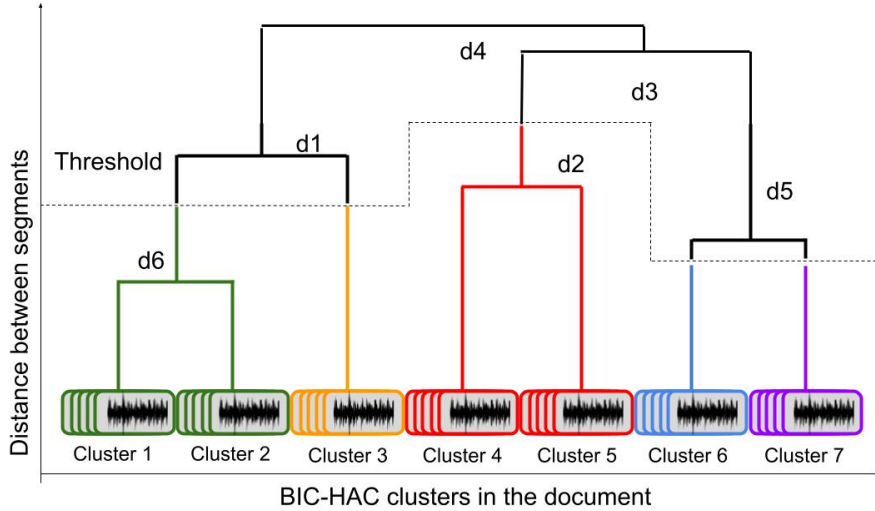 d4
d3
d1
Threshold
d2
d5
d6
Distance between segments
Cluster 1
Cluster 2
Cluster 3
Cluster 4
Cluster 5
Cluster 6
Cluster 7
BIC-HAC clusters in the document